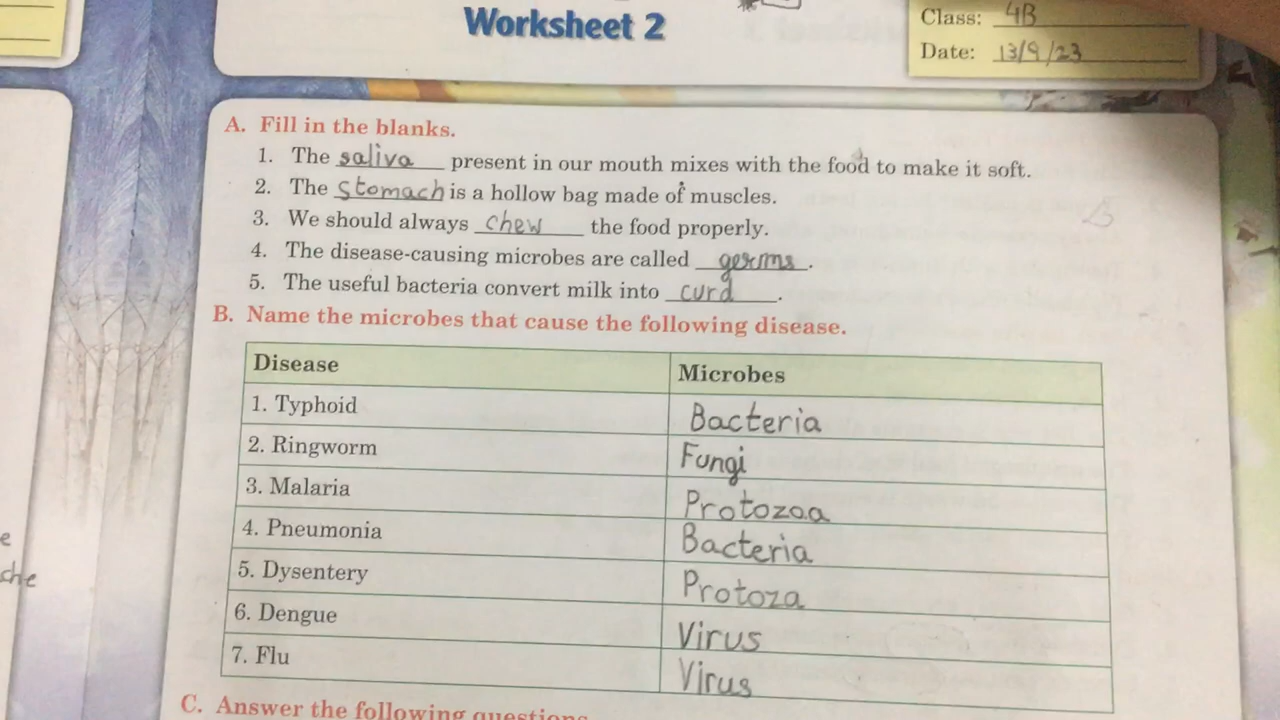 Worksheet 2
Class: 4B
Date: 13/9/23
A. Fill in the blanks.
1. The saliva present in our mouth mixes with the food to make it soft.
2. The stomach is a hollow bag made of muscles.
3. We should always chew the food properly.
4. The disease-causing microbes are called germs.
5. The useful bacteria convert milk into curd.
B. Name the microbes that cause the following disease.
Disease Microbes
1. Typhoid Bacteria
2. Ringworm Fungi
3. Malaria Protozoa
4. Pneumonia Bacteria
5. Dysentery Protoza
6. Dengue Virus
7. Flu Virus
C. Answer the following questions.